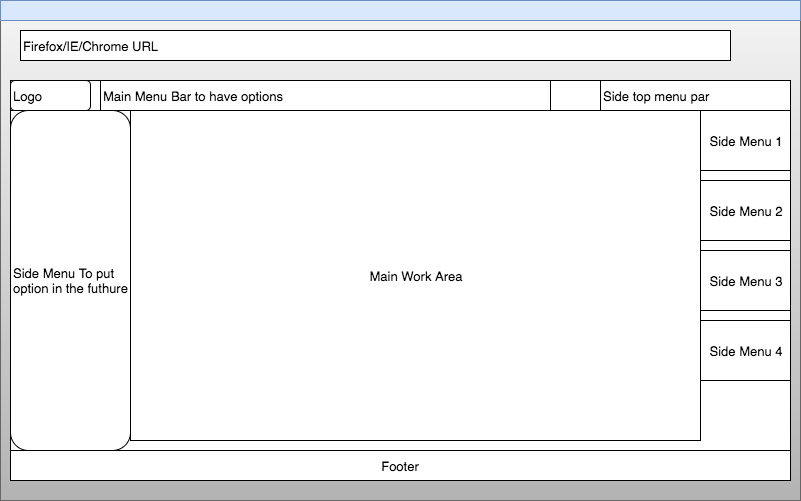 Firefox/IE/Chrome URL
Logo
Main Menu Bar to have options
Side top menu par
Side Menu 1
Side Menu 2
Side Menu To put
option in the futhure
Main Work Area
Side Menu 3
Side Menu 4
Footer